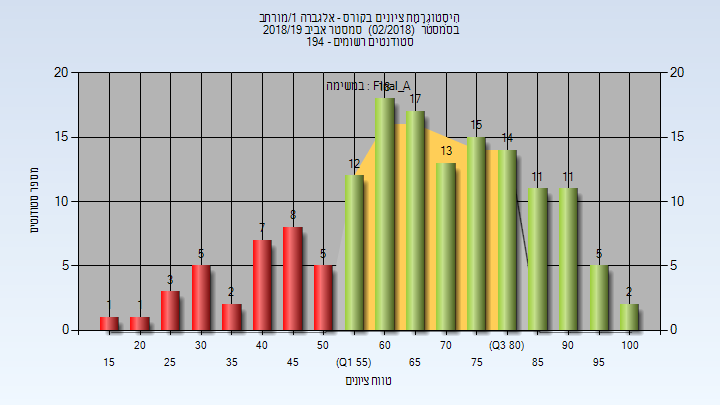 היסטוגרמת ציונים בקורס - אלגברה 1/מורחב
בסמסטר (02/2018) סמסטר אביב 2018/19
סטודנטים רשומים - 194
במשימה : Final_A
מספר סטודנטים
20 20
15 15
10 10
5 5
0 0
1 1 3 5 2 7 8 5 12 18 17 13 15 14 11 11 5 2
20 30 40 50 60 70 (Q3 80) 90 100
15 25 35 45 (Q1 55) 65 75 85 95
טווח ציונים